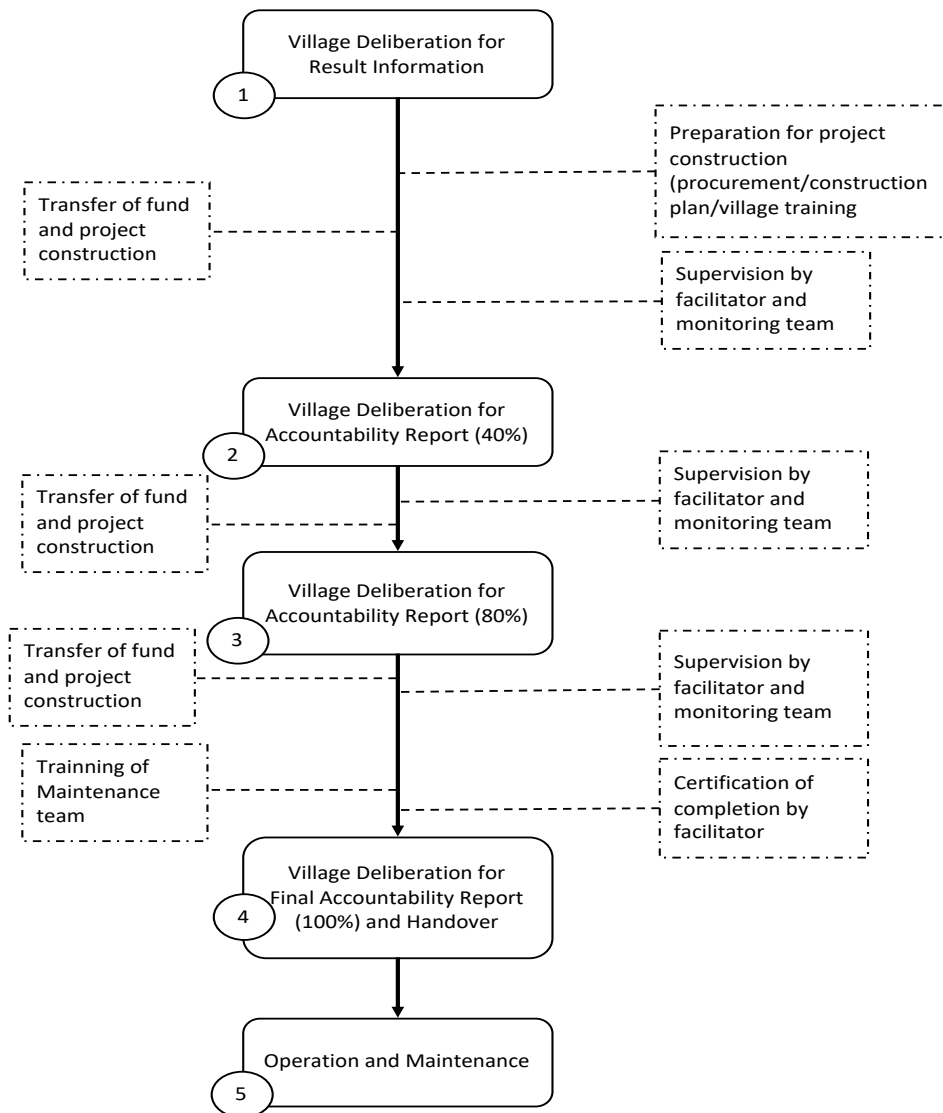 Village Deliberation for
Result Information
1
Preparation for project
construction
(procurement/construction
plan/village training
Transfer of fund
and project
construction
Supervision by
facilitator and
monitoring team
Village Deliberation for
Accountability Report (40%)
2
Supervision by
facilitator and
monitoring team
Transfer of fund
and project
construction
Village Deliberation for
Accountability Report (80%)
3
Transfer of fund
and project
construction
Supervision by
facilitator and
monitoring team
Trainning of
Maintenance
team
Certification of
completion by
facilitator
Village Deliberation for
Final Accountability Report
(100%) and Handover
4
Operation and Maintenance
5